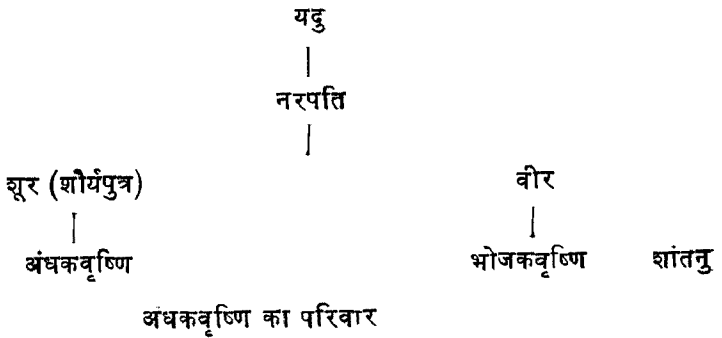 यदु
नरपति
शूर (शौर्यपुत्र) वीर
अंधकवृष्णि भोजकवृष्णि शांतनु
अंधकवृष्णि का परिवार